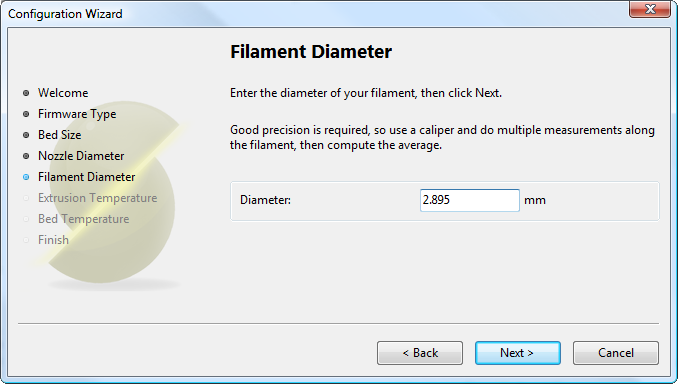 Configuration Wizard
Filament Diameter
Welcome
Firmware Type
Bed Size
Nozzle Diameter
Filament Diameter
Extrusion Temperature
Bed Temperature
Finish
Enter the diameter of your filament, then click Next.
Good precision is required, so use a caliper and do multiple measurements along
the filament, then compute the average.
Diameter: 2.895 mm
< Back Next > Cancel